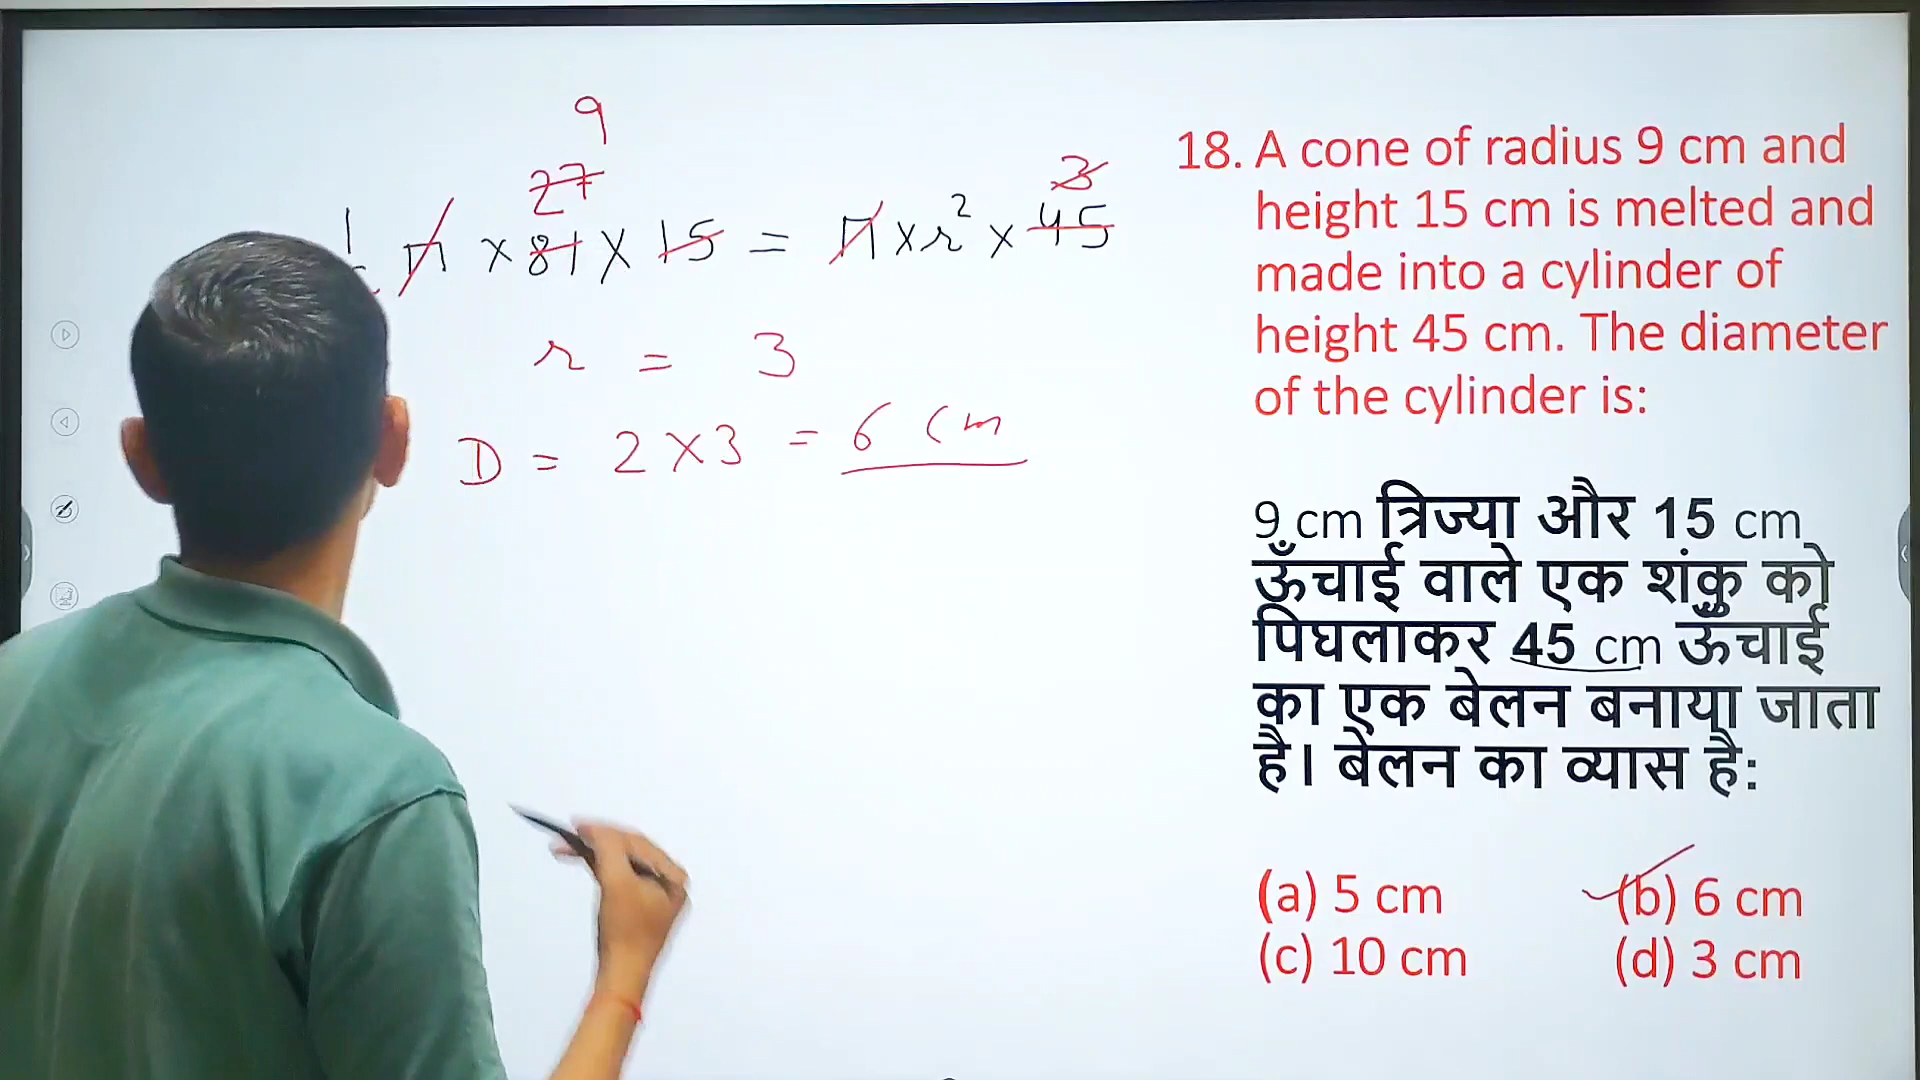 9
27 3
1 π × 81 × 15 = π × r² × 45
r = 3
D = 2 × 3 = 6 cm
18. A cone of radius 9 cm and
height 15 cm is melted and
made into a cylinder of
height 45 cm. The diameter
of the cylinder is:
9 cm त्रिज्या और 15 cm
ऊँचाई वाले एक शंकु को
पिघलाकर 45 cm ऊँचाई
का एक बेलन बनाया जाता
है। बेलन का व्यास है:
(a) 5 cm (b) 6 cm
(c) 10 cm (d) 3 cm